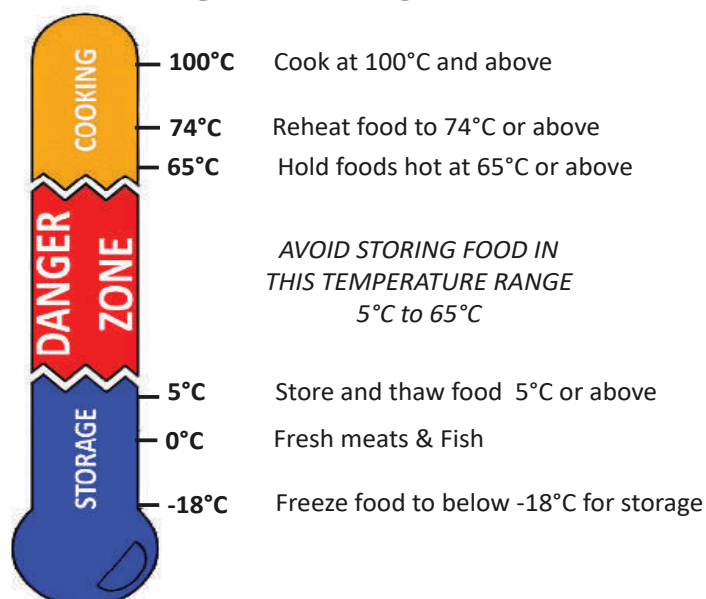 COOKING
100°C Cook at 100°C and above
74°C Reheat food to 74°C or above
65°C Hold foods hot at 65°C or above
DANGER
ZONE
AVOID STORING FOOD IN
THIS TEMPERATURE RANGE
5°C to 65°C
STORAGE
5°C Store and thaw food 5°C or above
0°C Fresh meats & Fish
-18°C Freeze food to below -18°C for storage